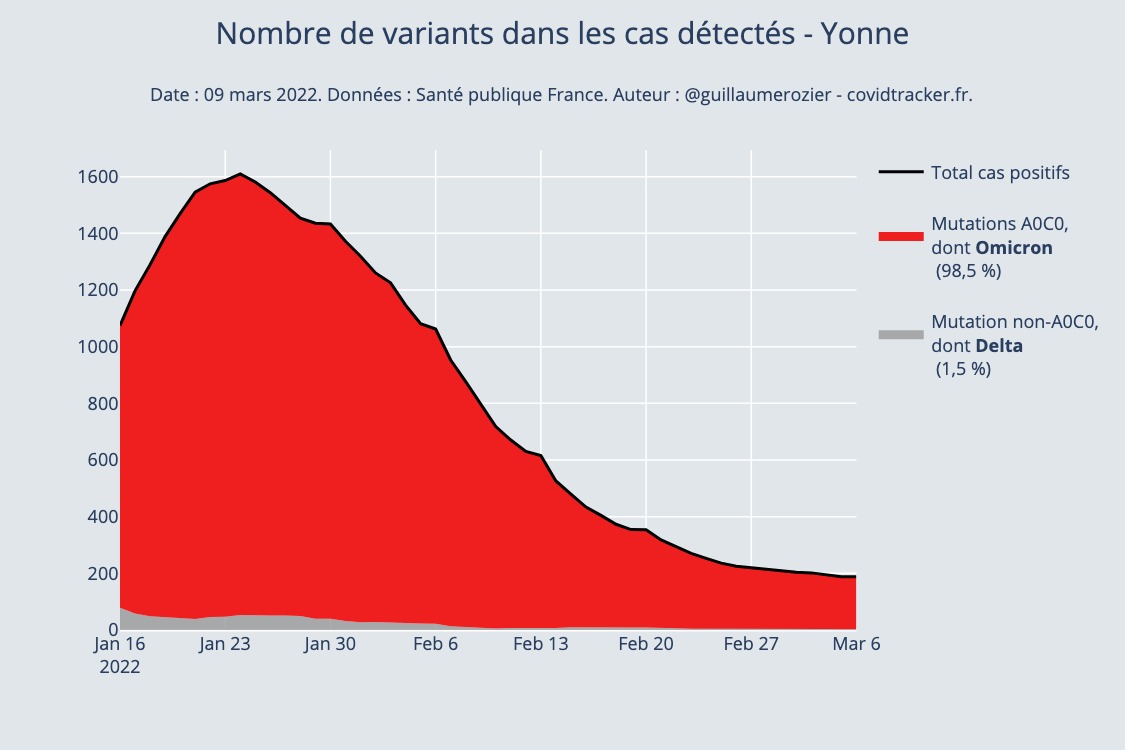 Nombre de variants dans les cas détectés - Yonne
Date : 09 mars 2022. Données : Santé publique France. Auteur : @guillaumerozier - covidtracker.fr.
1600
1400
1200
1000
800
600
400
200
0
Jan 16
2022
Jan 23
Jan 30
Feb 6
Feb 13
Feb 20
Feb 27
Mar 6
Total cas positifs
Mutations A0C0,
dont Omicron
(98,5 %)
Mutation non-A0C0,
dont Delta
(1,5 %)